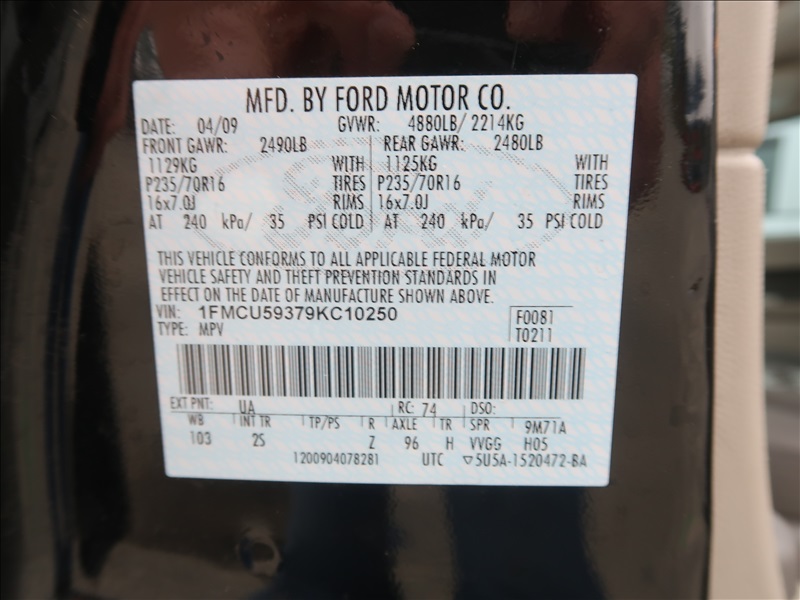 MFD. BY FORD MOTOR CO.
DATE: 04/09 GVWR: 4880LB/ 2214KG
FRONT GAWR: 2490LB REAR GAWR: 2480LB
1129KG WITH 1125KG WITH
P235/70R16 TIRES P235/70R16 TIRES
16x7.0J RIMS 16x7.0J RIMS
AT 240 kPa/ 35 PSI COLD AT 240 kPa/ 35 PSI COLD
THIS VEHICLE CONFORMS TO ALL APPLICABLE FEDERAL MOTOR
VEHICLE SAFETY AND THEFT PREVENTION STANDARDS IN
EFFECT ON THE DATE OF MANUFACTURE SHOWN ABOVE.
VIN: 1FMCU59379KC10250 F0081
TYPE: MPV T0211
EXT PNT: UA RC: 74 DSO:
WB INT TR TP/PS R AXLE TR SPR 9M71A
103 2S Z 96 H VVGG H05
1200904078281 UTC ▽5U5A-1520472-BA